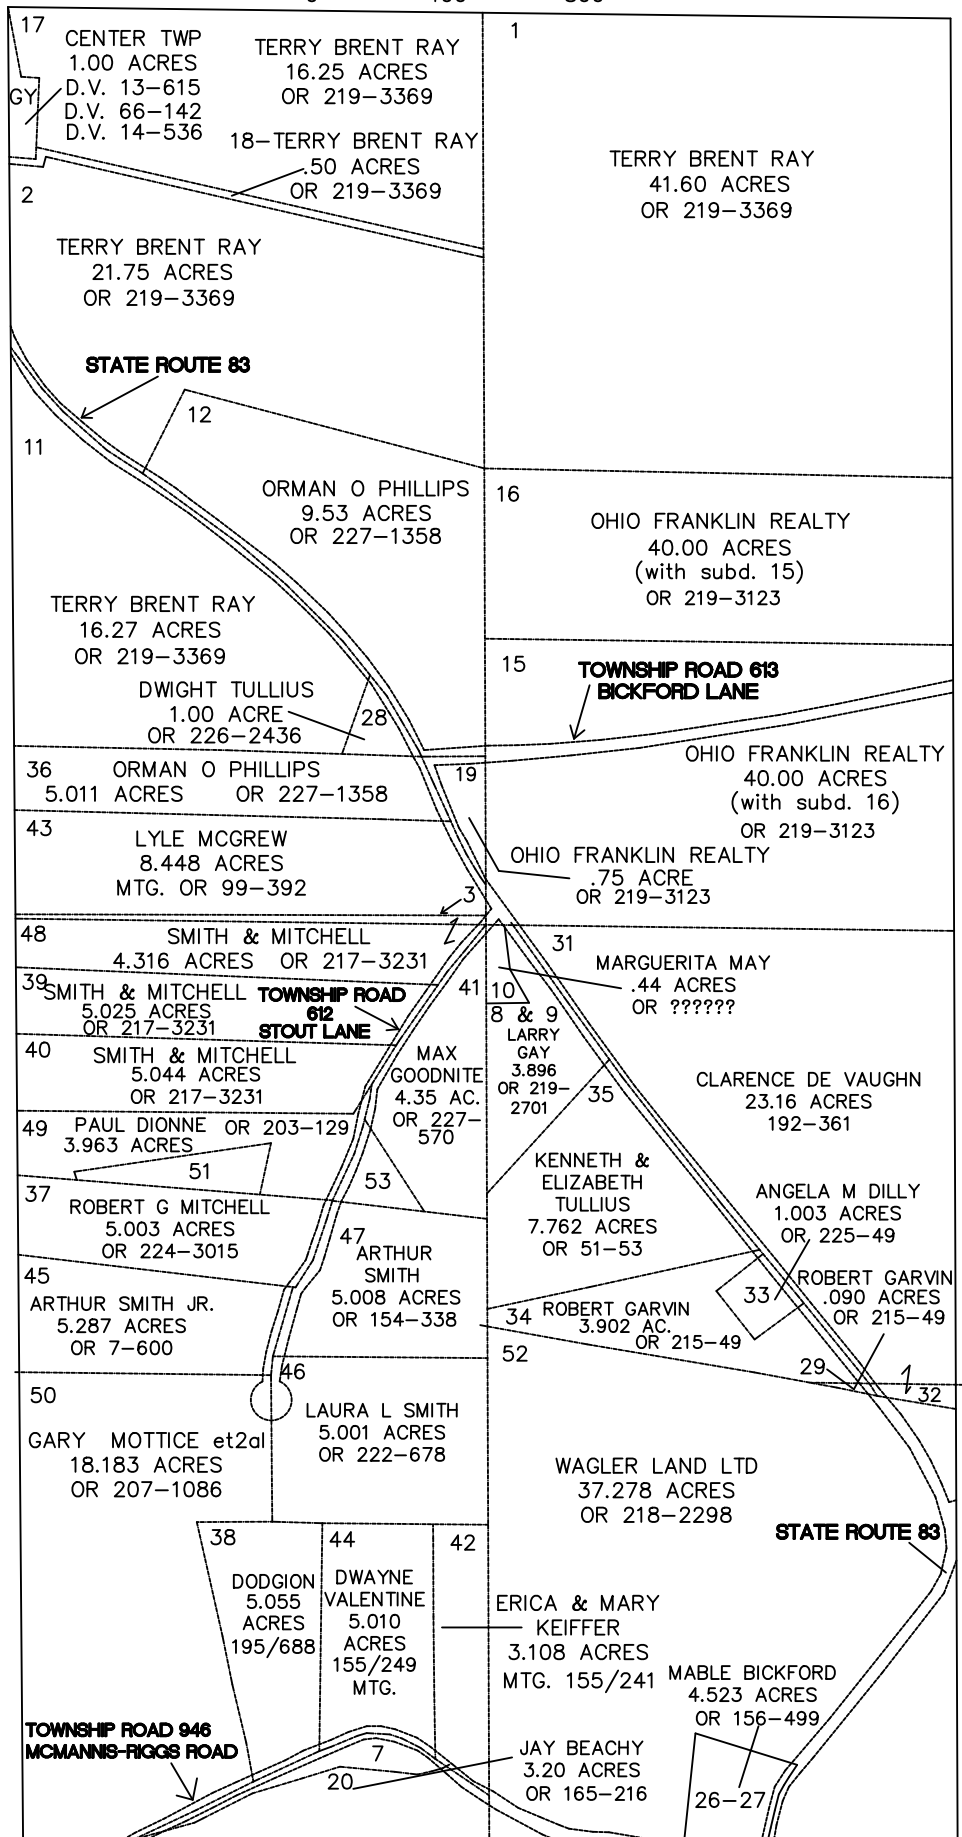 17
CENTER TWP
1.00 ACRES
D.V. 13-615
D.V. 66-142
D.V. 14-536
GY
TERRY BRENT RAY
16.25 ACRES
OR 219-3369
18-TERRY BRENT RAY
.50 ACRES
OR 219-3369
1
TERRY BRENT RAY
41.60 ACRES
OR 219-3369
2
TERRY BRENT RAY
21.75 ACRES
OR 219-3369
STATE ROUTE 83
12
11
ORMAN O PHILLIPS
9.53 ACRES
OR 227-1358
16
OHIO FRANKLIN REALTY
40.00 ACRES
(with subd. 15)
OR 219-3123
TERRY BRENT RAY
16.27 ACRES
OR 219-3369
DWIGHT TULLIUS
1.00 ACRE
OR 226-2436
28
15
TOWNSHIP ROAD 613
BICKFORD LANE
36
ORMAN O PHILLIPS
5.011 ACRES OR 227-1358
19
OHIO FRANKLIN REALTY
40.00 ACRES
(with subd. 16)
OR 219-3123
43
LYLE MCGREW
8.448 ACRES
MTG. OR 99-392
OHIO FRANKLIN REALTY
.75 ACRE
OR 219-3123
3
48
SMITH & MITCHELL
4.316 ACRES OR 217-3231
31
MARGUERITA MAY
.44 ACRES
OR ??????
39
SMITH & MITCHELL
5.025 ACRES
OR 217-3231
TOWNSHIP ROAD
612
STOUT LANE
41
10
8 & 9
LARRY
GAY
3.896
OR 219-
2701
40
SMITH & MITCHELL
5.044 ACRES
OR 217-3231
MAX
GOODNITE
4.35 AC.
OR 227-
570
35
CLARENCE DE VAUGHN
23.16 ACRES
192-361
49
PAUL DIONNE OR 203-129
3.963 ACRES
51
53
KENNETH &
ELIZABETH
TULLIUS
7.762 ACRES
OR 51-53
37
ROBERT G MITCHELL
5.003 ACRES
OR 224-3015
ANGELA M DILLY
1.003 ACRES
OR 225-49
47
ARTHUR
SMITH
5.008 ACRES
OR 154-338
45
ARTHUR SMITH JR.
5.287 ACRES
OR 7-600
33
ROBERT GARVIN
.090 ACRES
OR 215-49
34
ROBERT GARVIN
3.902 AC.
OR 215-49
52
29
32
46
50
GARY MOTTICE et2al
18.183 ACRES
OR 207-1086
LAURA L SMITH
5.001 ACRES
OR 222-678
WAGLER LAND LTD
37.278 ACRES
OR 218-2298
STATE ROUTE 83
38
DODGION
5.055
ACRES
195/688
44
DWAYNE
VALENTINE
5.010
ACRES
155/249
MTG.
42
ERICA & MARY
KEIFFER
3.108 ACRES
MTG. 155/241
MABLE BICKFORD
4.523 ACRES
OR 156-499
TOWNSHIP ROAD 946
MCMANNIS-RIGGS ROAD
7
20
JAY BEACHY
3.20 ACRES
OR 165-216
26-27